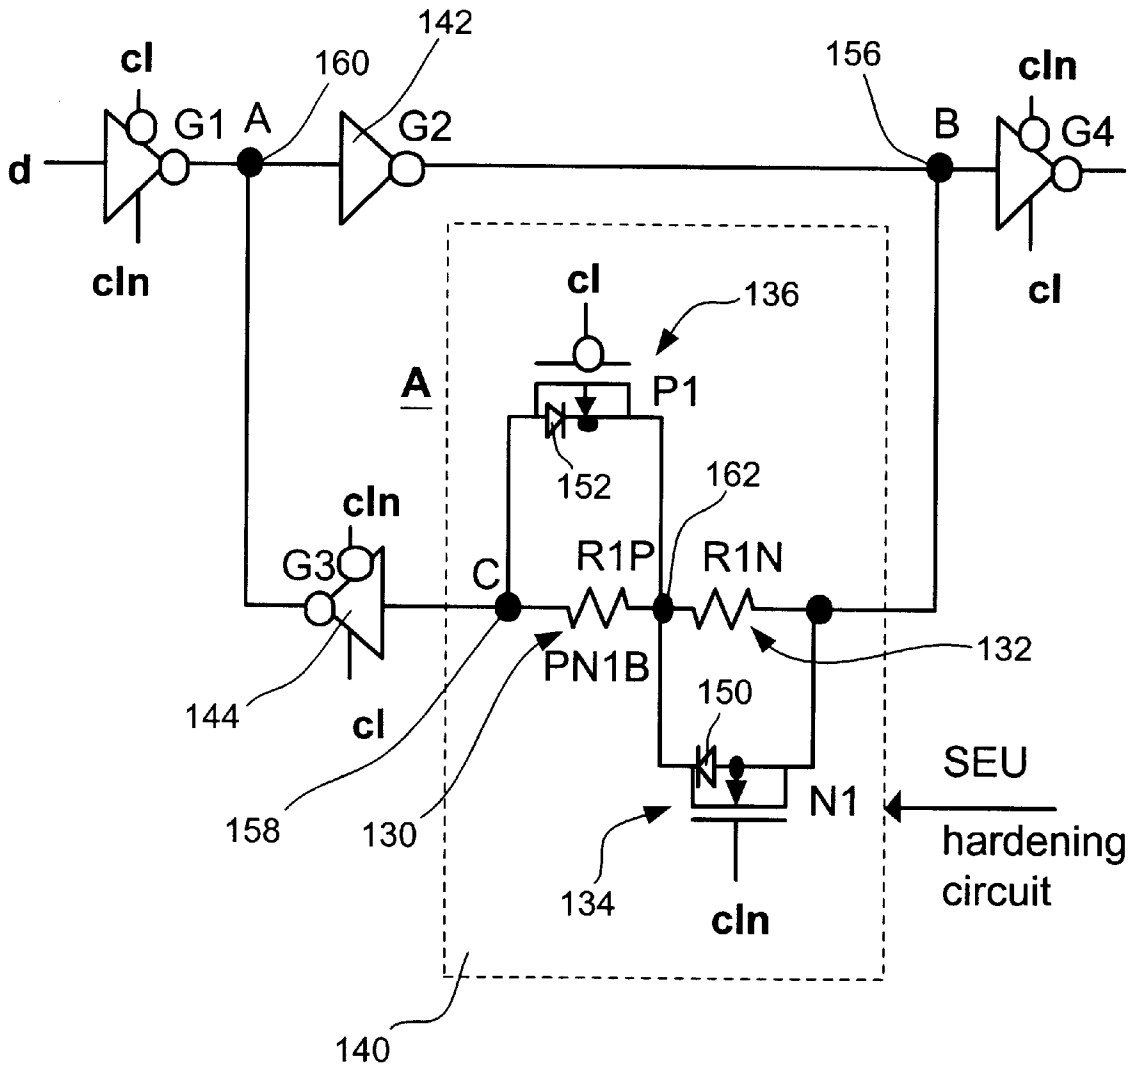 142
cl
160
156
cln
G1
A
G2
B
G4
d
cln
cl
cl
136
A
P1
152
162
cln
G3
C
R1P
R1N
PN1B
132
144
cl
150
SEU
N1
158
130
hardening
134
circuit
cln
140